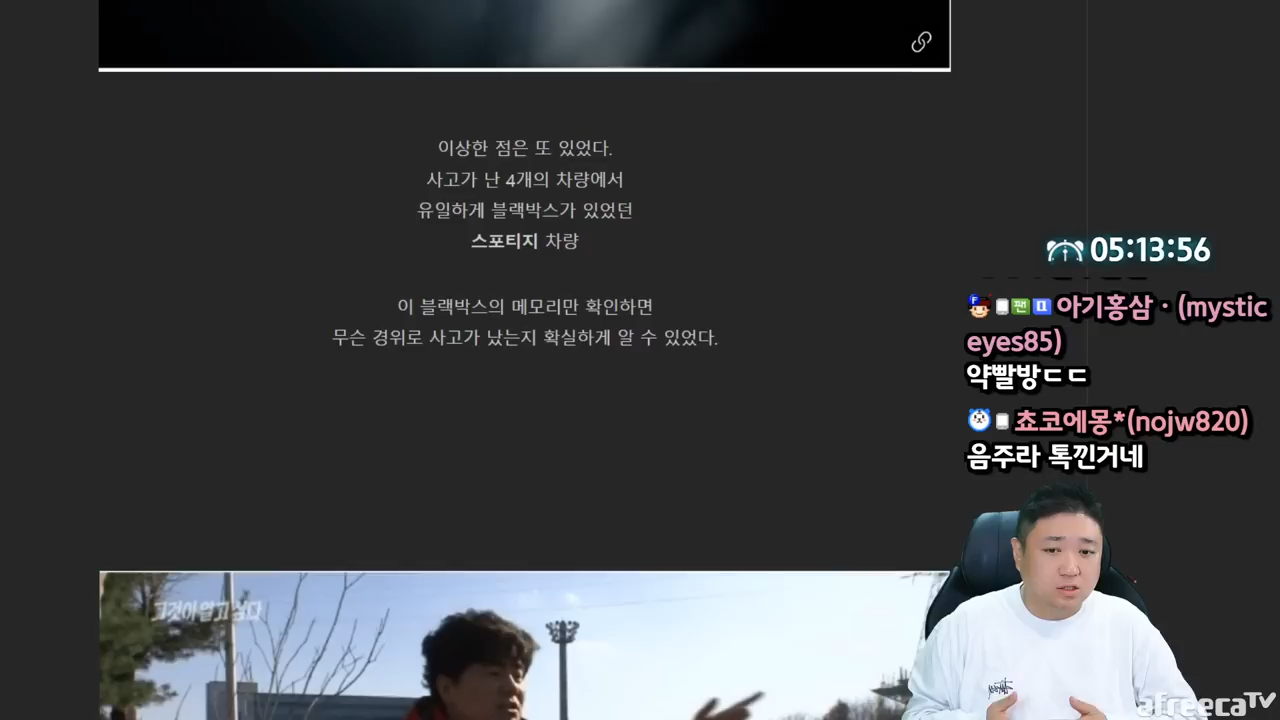 이상한 점은 또 있었다.
사고가 난 4개의 차량에서
유일하게 블랙박스가 있었던
스포티지 차량
이 블랙박스의 메모리만 확인하면
무슨 경위로 사고가 났는지 확실하게 알 수 있었다.
05:13:56
아기홍삼·(mystic
eyes85)
약빨방ㄷㄷ
쵸코에몽*(nojw820)
음주라 톡낀거네
그것이 알고 싶다
afreecaTV